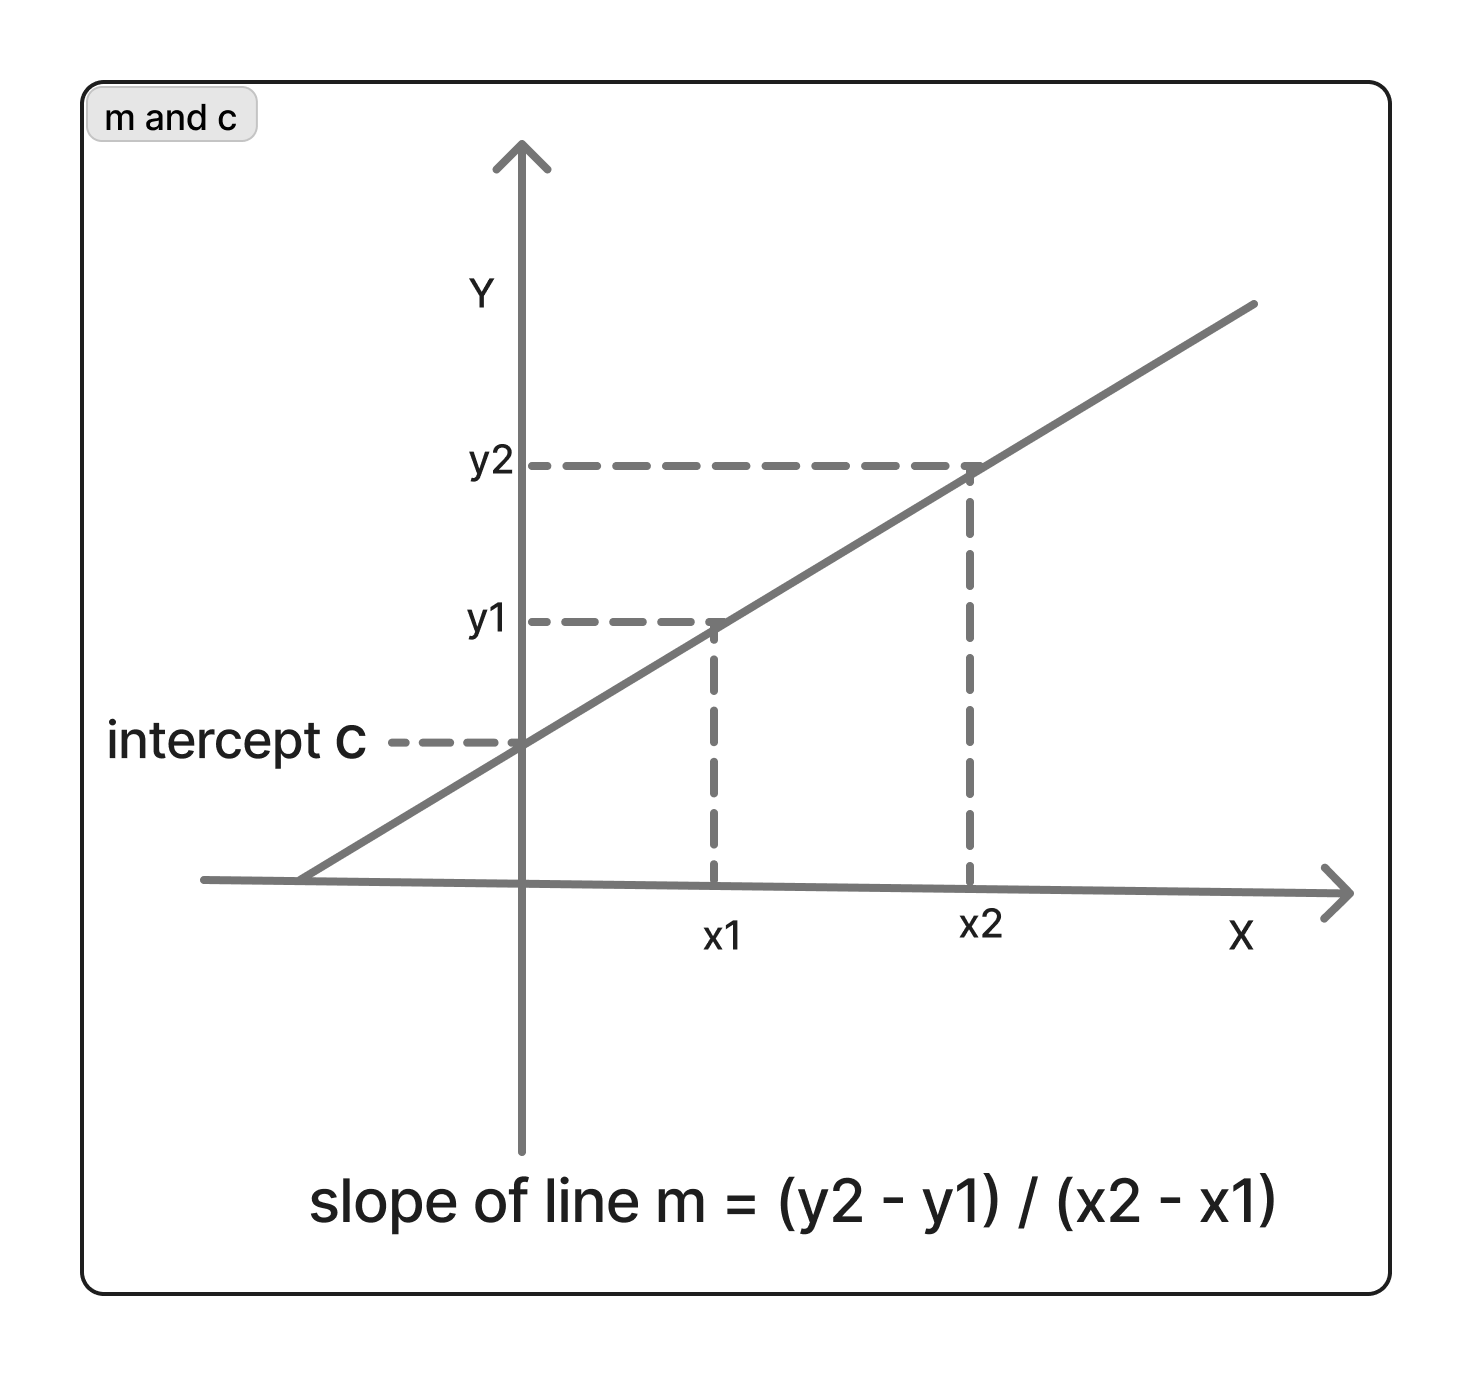 m and c
Y
y2
y1
intercept c
x1
x2
X
slope of line m = (y2 - y1) / (x2 - x1)